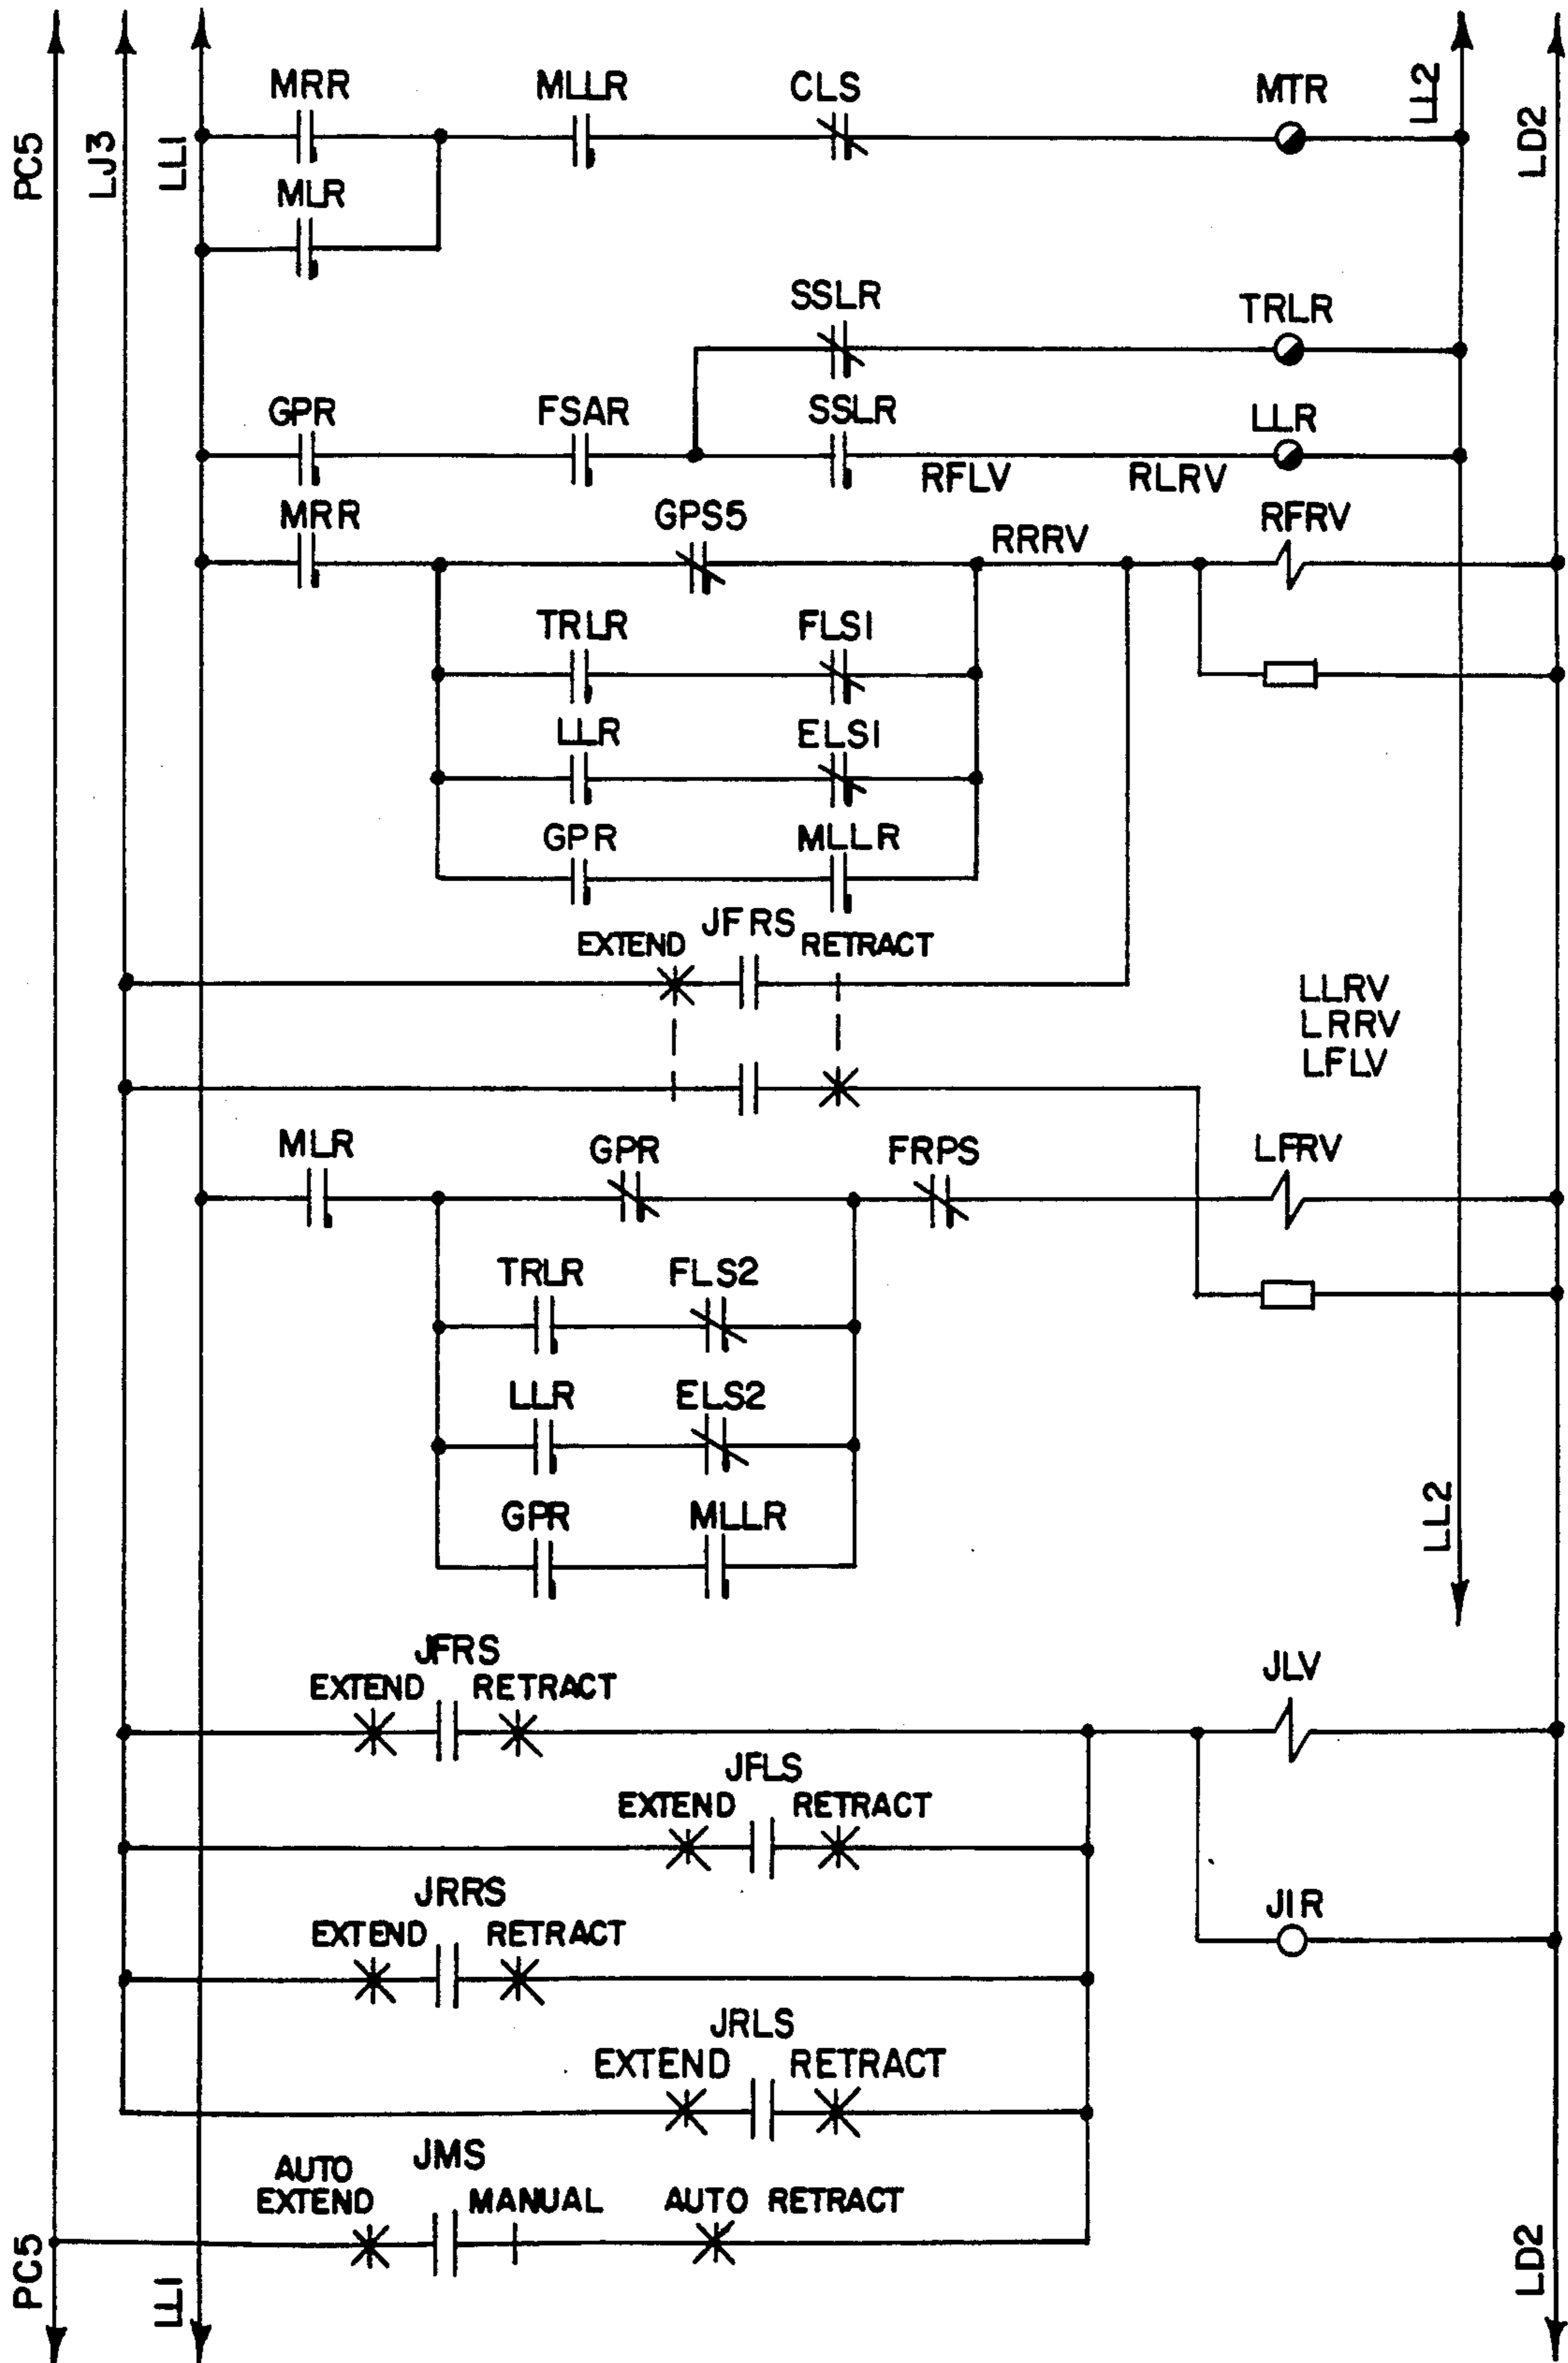 MRR MLLR CLS MTR LL2
PC5 LJ3 LL1 LD2
MLR
SSLR TRLR
GPR FSAR SSLR LLR
RFLV RLRV
MRR GPS5 RRRV RFRV
TRLR FLS1
LLR ELS1
GPR MLLR
JFRS
EXTEND RETRACT
LLRV
LRRV
LFLV
MLR GPR FRPS LFRV
TRLR FLS2
LLR ELS2
GPR MLLR LL2
JFRS JLV
EXTEND RETRACT
JFLS
EXTEND RETRACT
JRRS JIR
EXTEND RETRACT
JRLS
EXTEND RETRACT
JMS
AUTO
EXTEND MANUAL AUTO RETRACT
PC5 LL1 LD2